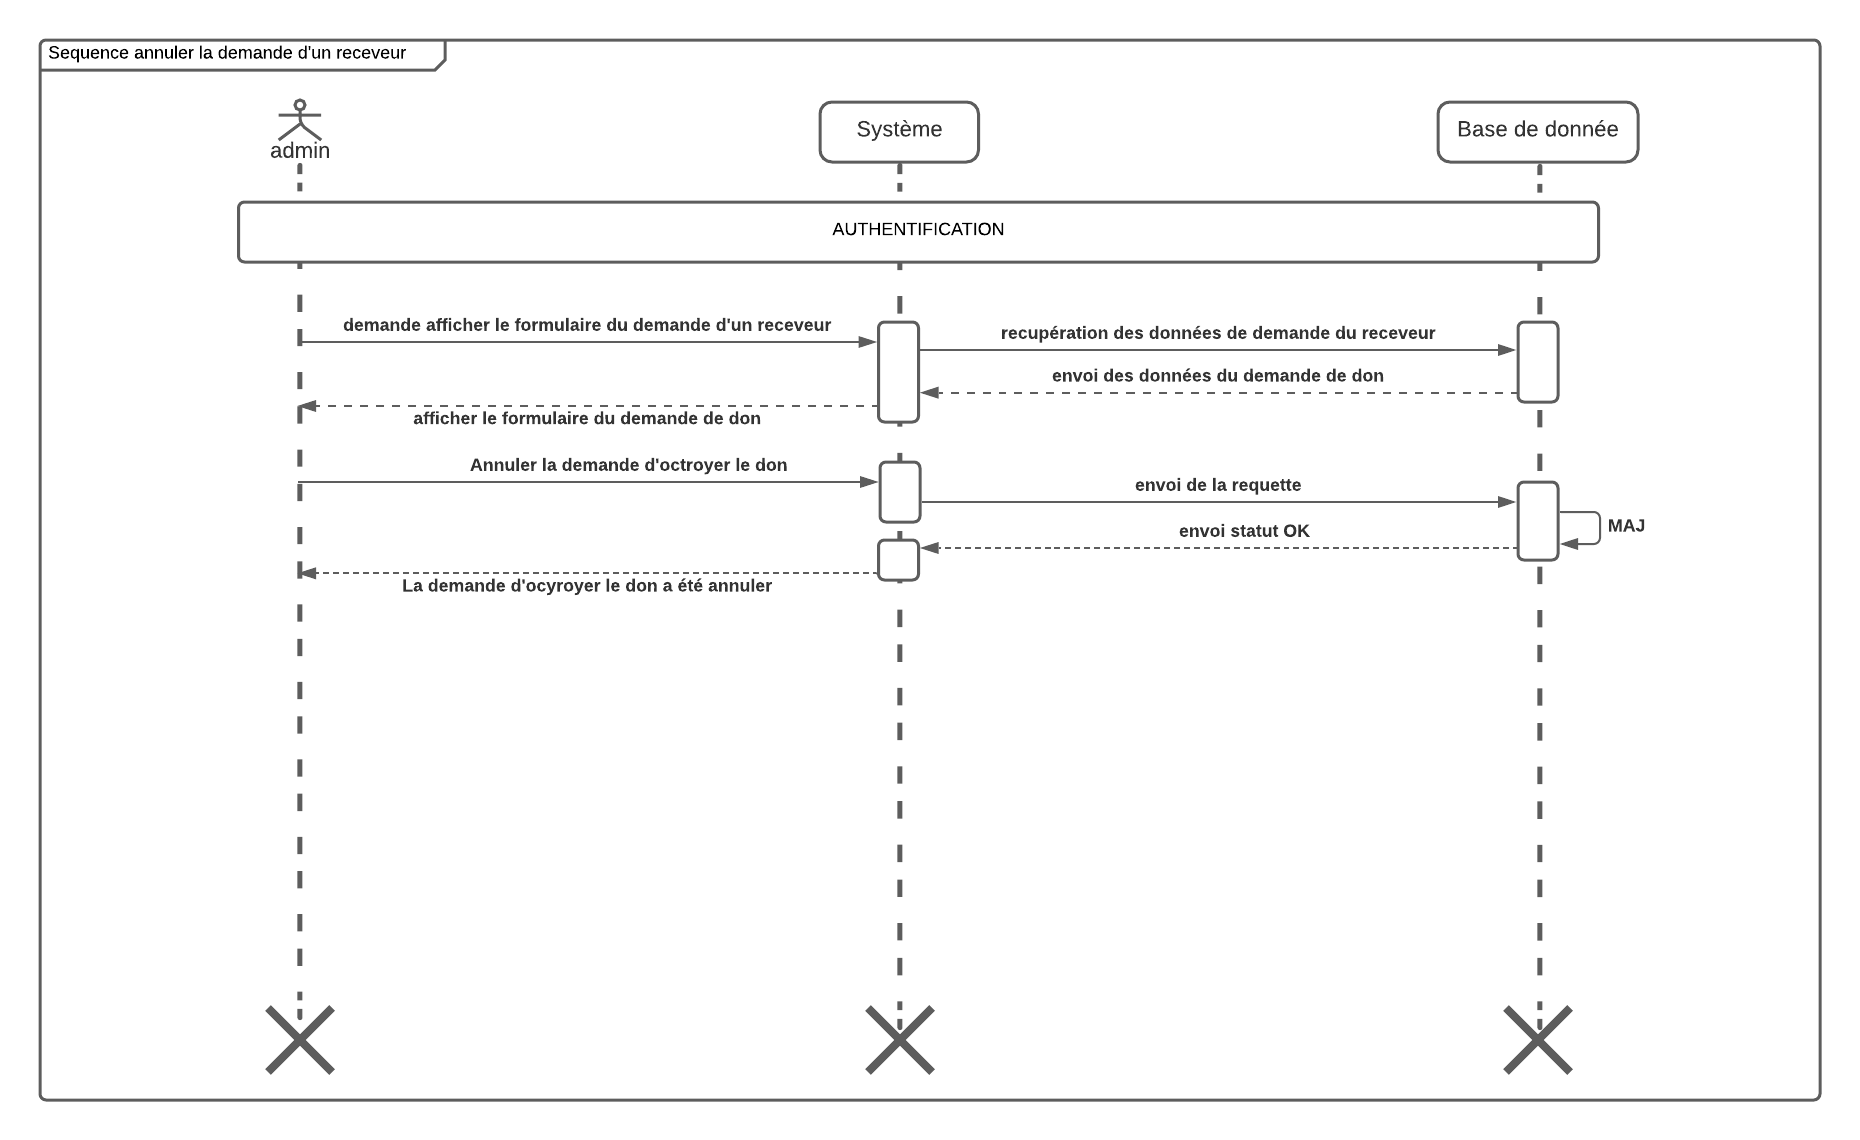 Sequence annuler la demande d'un receveur
admin
Système
Base de donnée
AUTHENTIFICATION
demande afficher le formulaire du demande d'un receveur
recupération des données de demande du receveur
envoi des données du demande de don
afficher le formulaire du demande de don
Annuler la demande d'octroyer le don
envoi de la requette
MAJ
envoi statut OK
La demande d'ocyroyer le don a été annuler